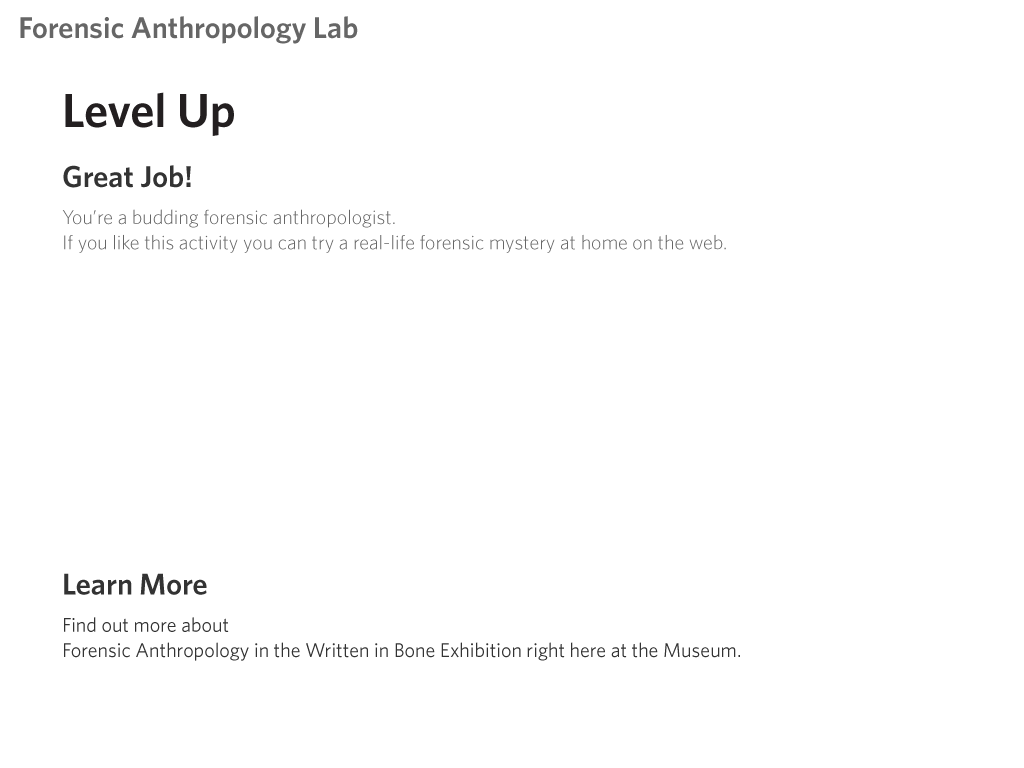 Forensic Anthropology Lab
Level Up
Great Job!
You’re a budding forensic anthropologist.
If you like this activity you can try a real-life forensic mystery at home on the web.
Learn More
Find out more about
Forensic Anthropology in the Written in Bone Exhibition right here at the Museum.